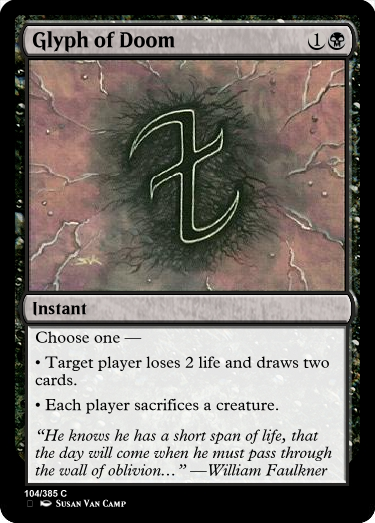 Glyph of Doom 1
Instant
Choose one —
• Target player loses 2 life and draws two
cards.
• Each player sacrifices a creature.
“He knows he has a short span of life, that
the day will come when he must pass through
the wall of oblivion…” —William Faulkner
104/385 C
Susan Van Camp